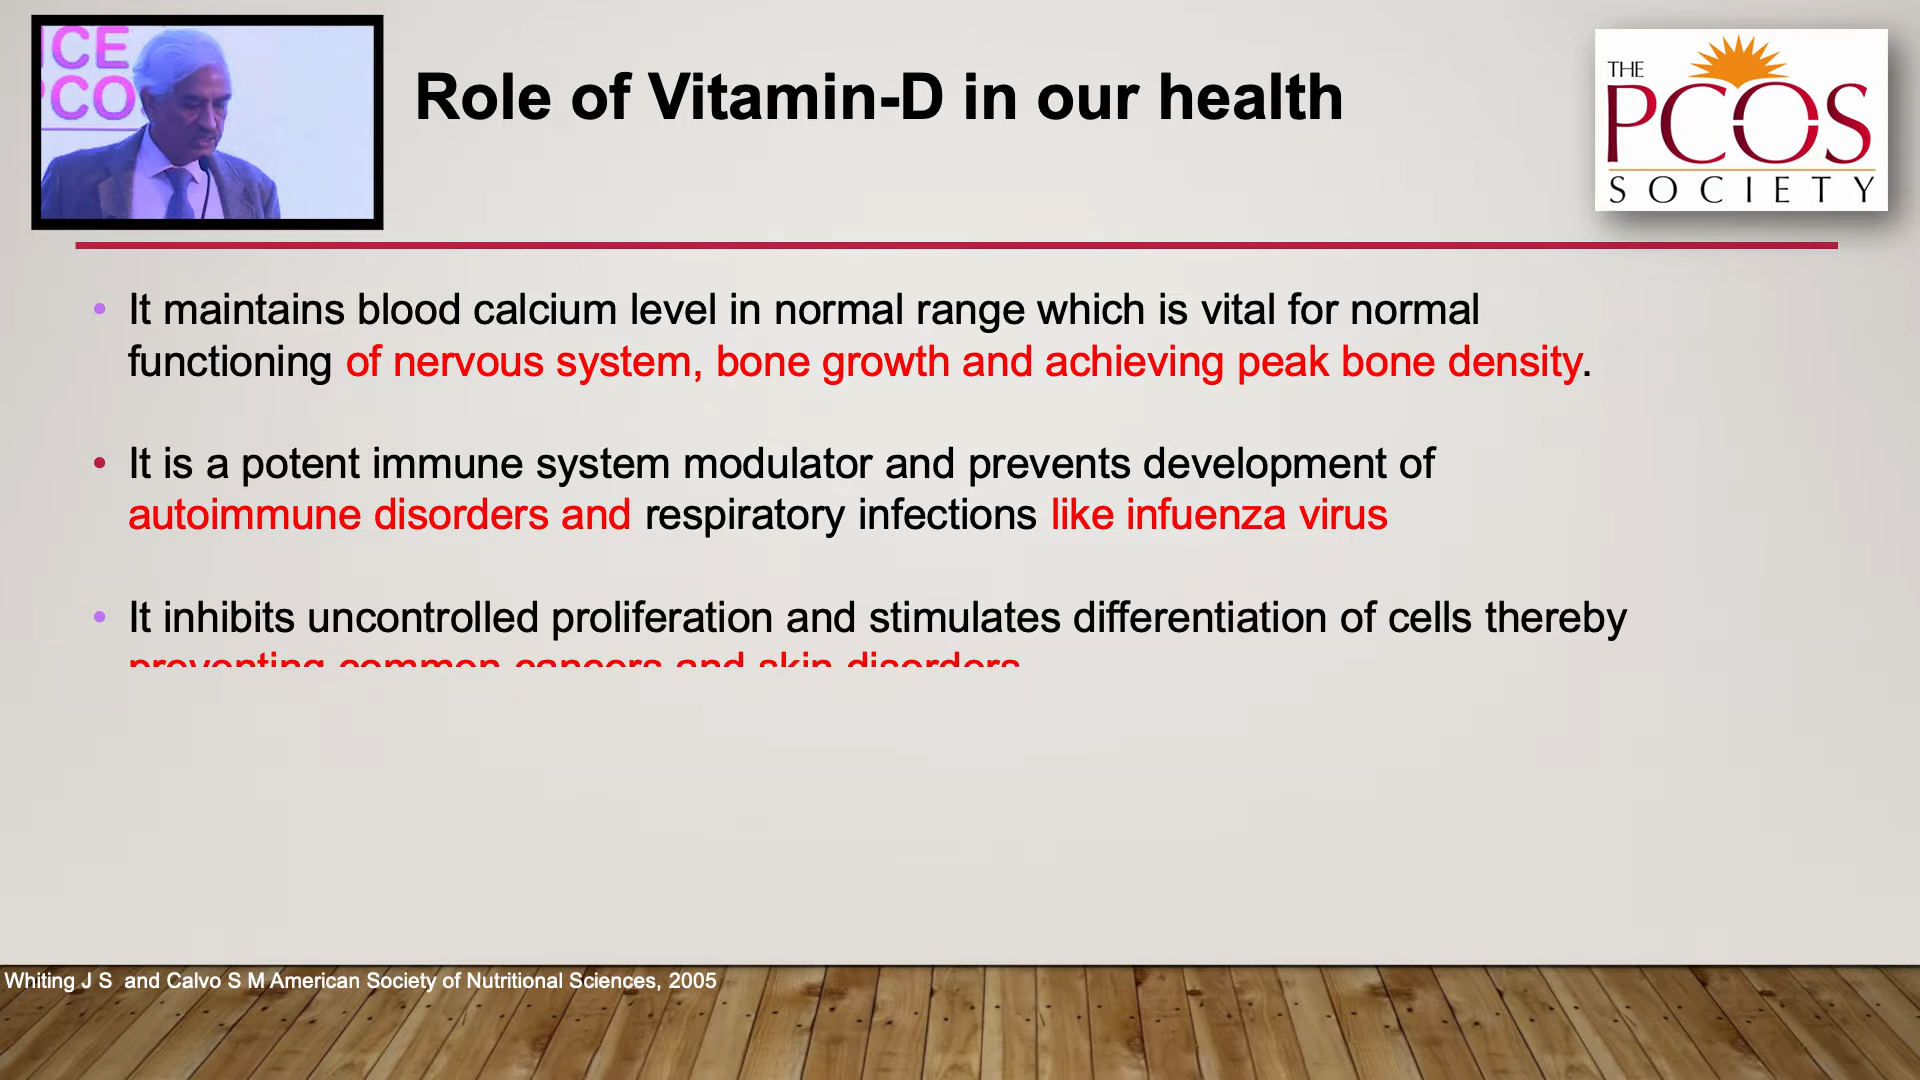 CE
PCO
Role of Vitamin-D in our health
THE
PCOS
SOCIETY
• It maintains blood calcium level in normal range which is vital for normal
functioning of nervous system, bone growth and achieving peak bone density.
• It is a potent immune system modulator and prevents development of
autoimmune disorders and respiratory infections like infuenza virus
• It inhibits uncontrolled proliferation and stimulates differentiation of cells thereby
preventing common cancers and skin disorders
Whiting J S and Calvo S M American Society of Nutritional Sciences, 2005